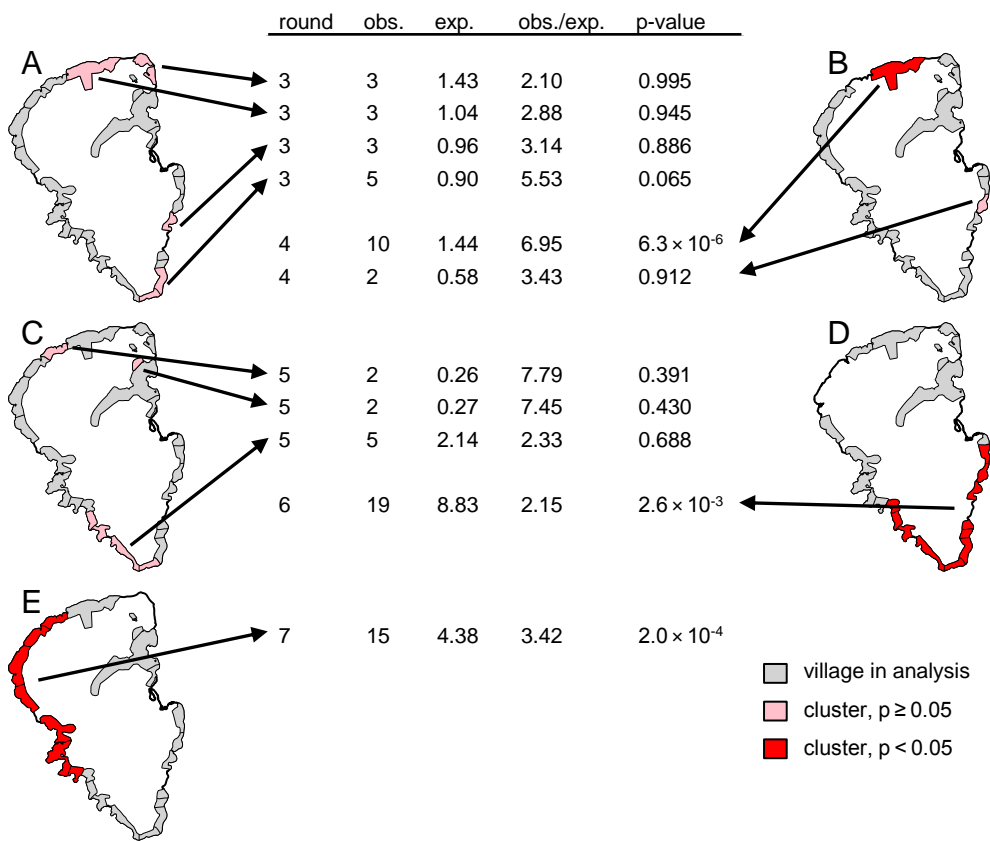 round obs. exp. obs./exp. p-value
A
B
3 3 1.43 2.10 0.995
3 3 1.04 2.88 0.945
3 3 0.96 3.14 0.886
3 5 0.90 5.53 0.065
4 10 1.44 6.95 6.3 × 10⁻⁶
4 2 0.58 3.43 0.912
C
D
5 2 0.26 7.79 0.391
5 2 0.27 7.45 0.430
5 5 2.14 2.33 0.688
6 19 8.83 2.15 2.6 × 10⁻³
E
7 15 4.38 3.42 2.0 × 10⁻⁴
village in analysis
cluster, p ≥ 0.05
cluster, p < 0.05